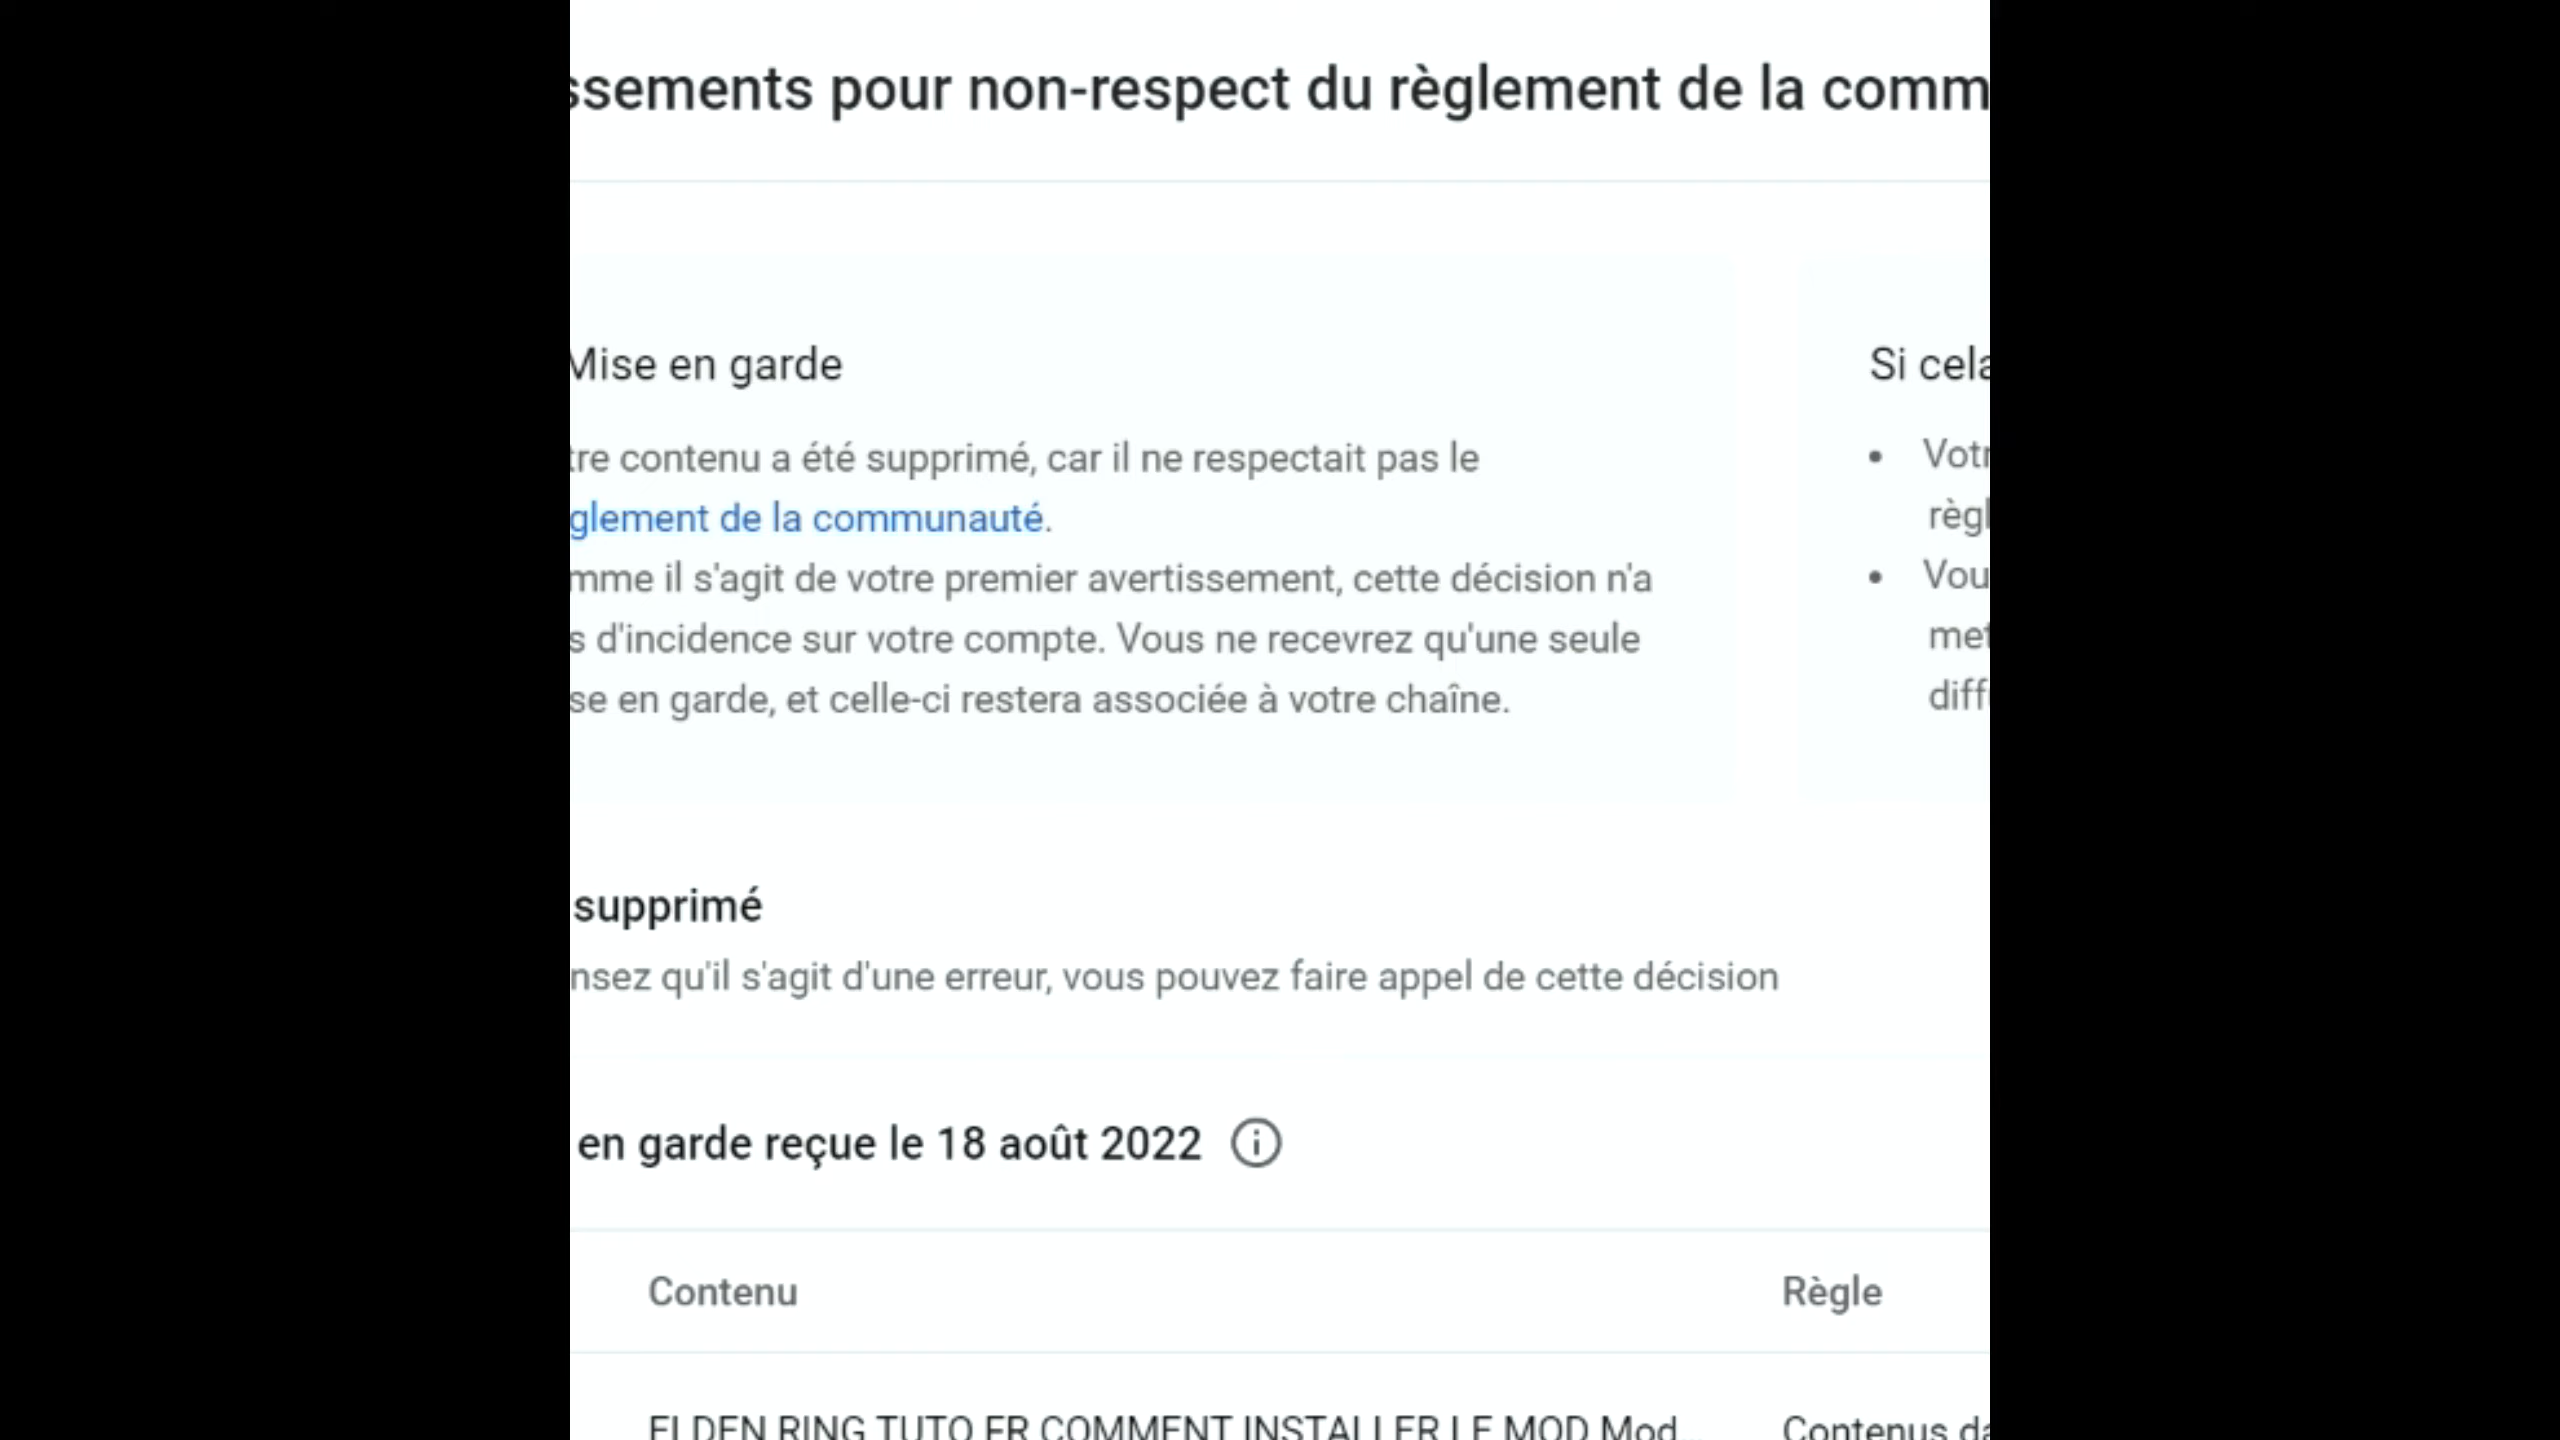 ssements pour non-respect du règlement de la comm
Mise en garde
tre contenu a été supprimé, car il ne respectait pas le
glement de la communauté.
mme il s'agit de votre premier avertissement, cette décision n'a
s d'incidence sur votre compte. Vous ne recevrez qu'une seule
se en garde, et celle-ci restera associée à votre chaîne.
Si cela
• Votr
règl
• Vou
met
diff
supprimé
nsez qu'il s'agit d'une erreur, vous pouvez faire appel de cette décision
en garde reçue le 18 août 2022
Contenu
Règle
ELDEN RING TUTO FR COMMENT INSTALLER LE MOD Mod...
Contenus da